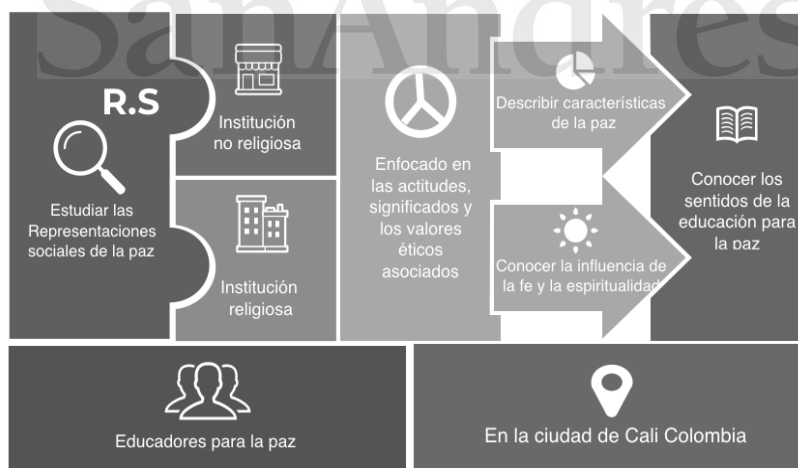 SanAndrés
R.S
Estudiar las
Representaciones
sociales de la paz
Institución
no religiosa
Institución
religiosa
Enfocado en
las actitudes,
significados y
los valores
éticos
asociados
Describir características
de la paz
Conocer la influencia de
la fe y la espiritualidad
Conocer los
sentidos de la
educación para
la paz
Educadores para la paz
En la ciudad de Cali Colombia